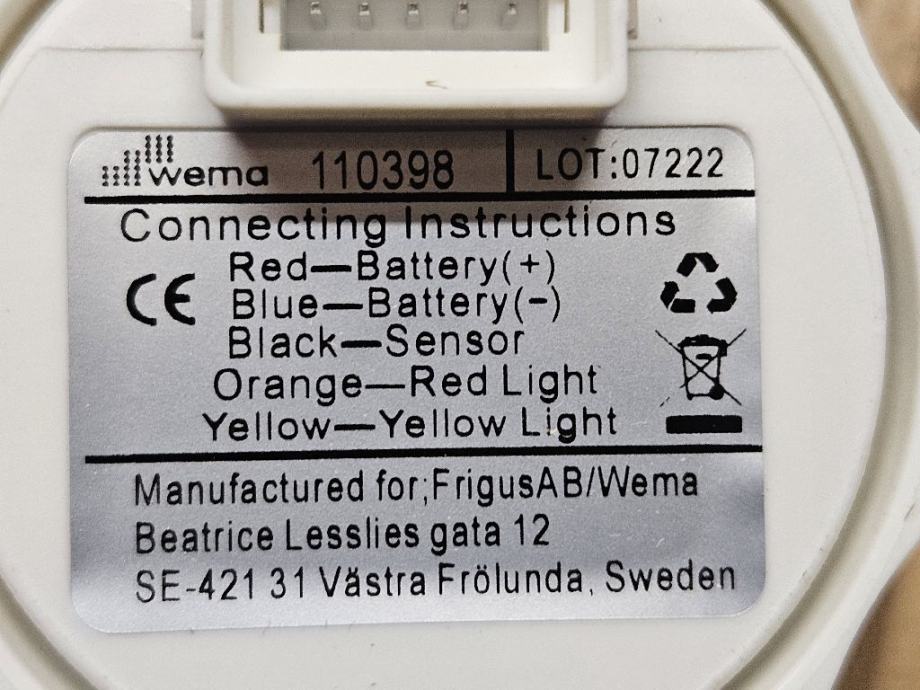 wema 110398 LOT:07222
Connecting Instructions
CE
Red—Battery(+)
Blue—Battery(-)
Black—Sensor
Orange—Red Light
Yellow—Yellow Light
Manufactured for;FrigusAB/Wema
Beatrice Lesslies gata 12
SE-421 31 Västra Frölunda, Sweden